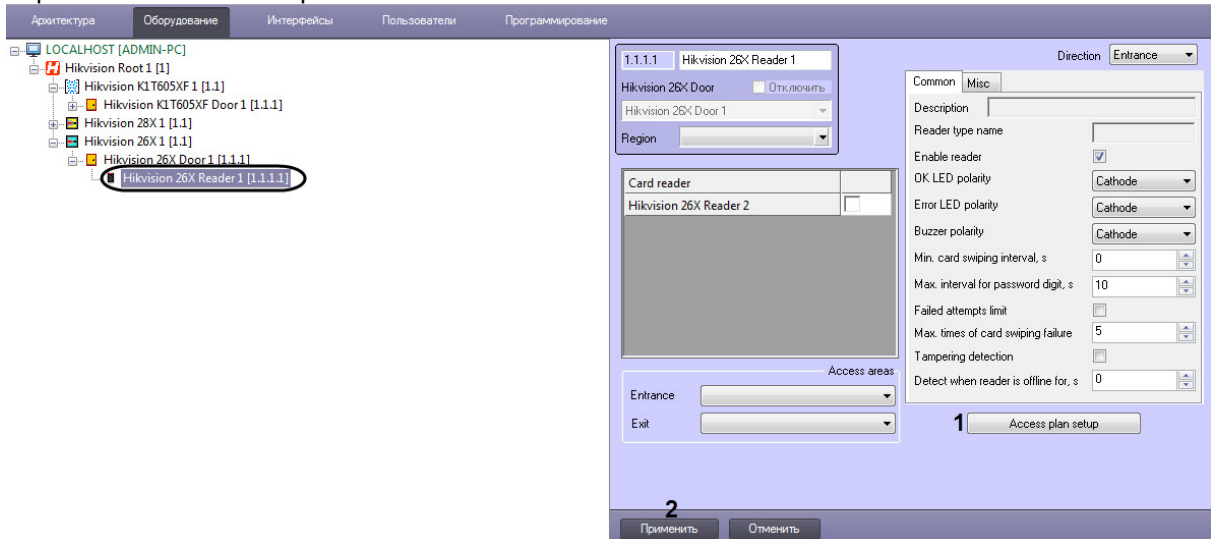 Архитектура Оборудование Интерфейсы Пользователи Программирование
LOCALHOST [ADMIN-PC]
Hikvision Root 1 [1]
Hikvision K1T605XF 1 [1.1]
Hikvision K1T605XF Door 1 [1.1.1]
Hikvision 28X 1 [1.1]
Hikvision 26X 1 [1.1]
Hikvision 26X Door 1 [1.1.1]
Hikvision 26X Reader 1 [1.1.1.1]
1.1.1.1 Hikvision 26X Reader 1
Hikvision 26X Door Отключить
Hikvision 26X Door 1
Region
Card reader
Hikvision 26X Reader 2
Access areas
Entrance
Exit
Direction Entrance
Common Misc
Description
Reader type name
Enable reader
OK LED polarity Cathode
Error LED polarity Cathode
Buzzer polarity Cathode
Min. card swiping interval, s 0
Max. interval for password digit, s 10
Failed attempts limit
Max. times of card swiping failure 5
Tampering detection
Detect when reader is offline for, s 0
1 Access plan setup
2
Применить Отменить